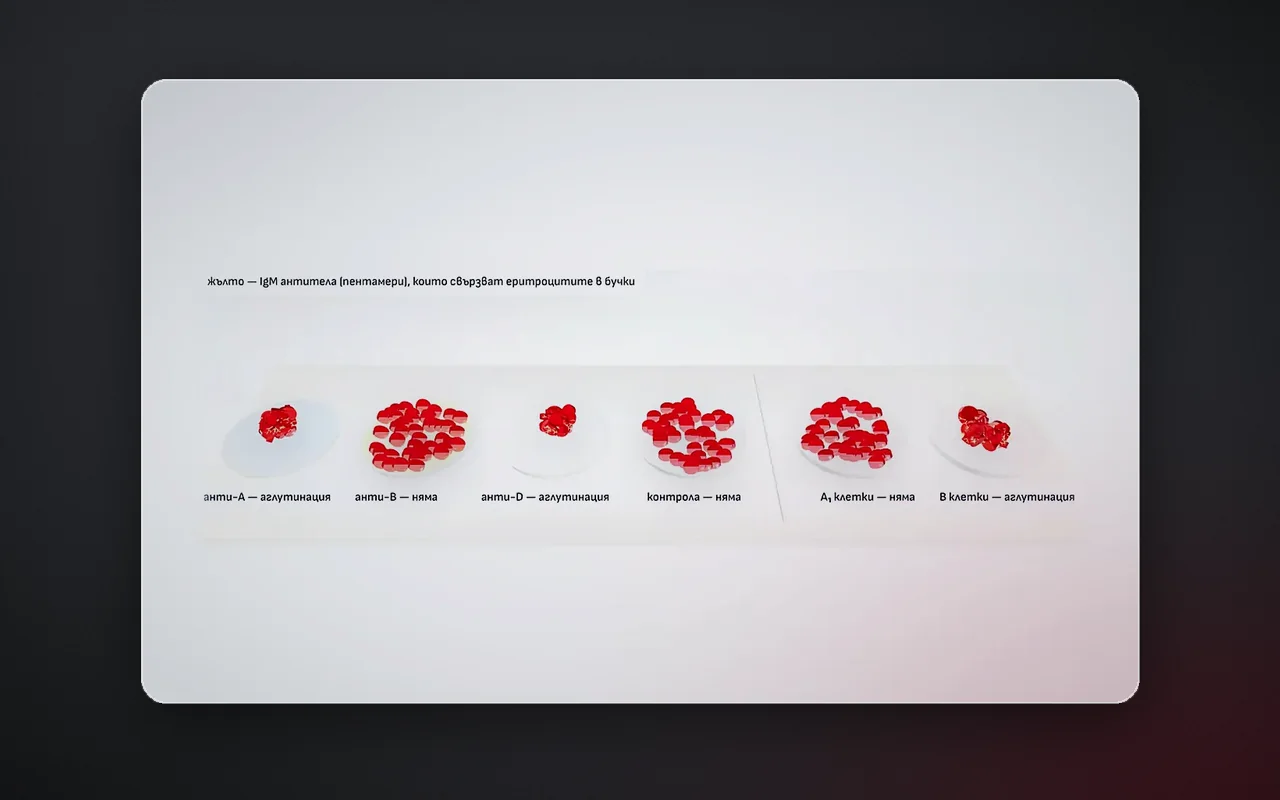 жълто — IgM антитела (пентамери), които свързват еритроцитите в бучки
анти-A — аглутинация
анти-B — няма
анти-D — аглутинация
контрола — няма
A₁ клетки — няма
B клетки — аглутинация